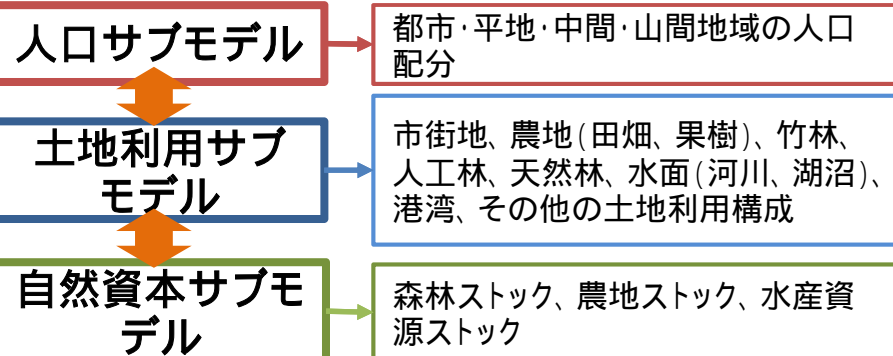 人口サブモデル
都市･平地･中間･山間地域の人口
配分
土地利用サブ
モデル
市街地、農地(田畑、果樹)、竹林、
人工林、天然林、水面(河川、湖沼)、
港湾、その他の土地利用構成
自然資本サブモ
デル
森林ストック、農地ストック、水産資
源ストック